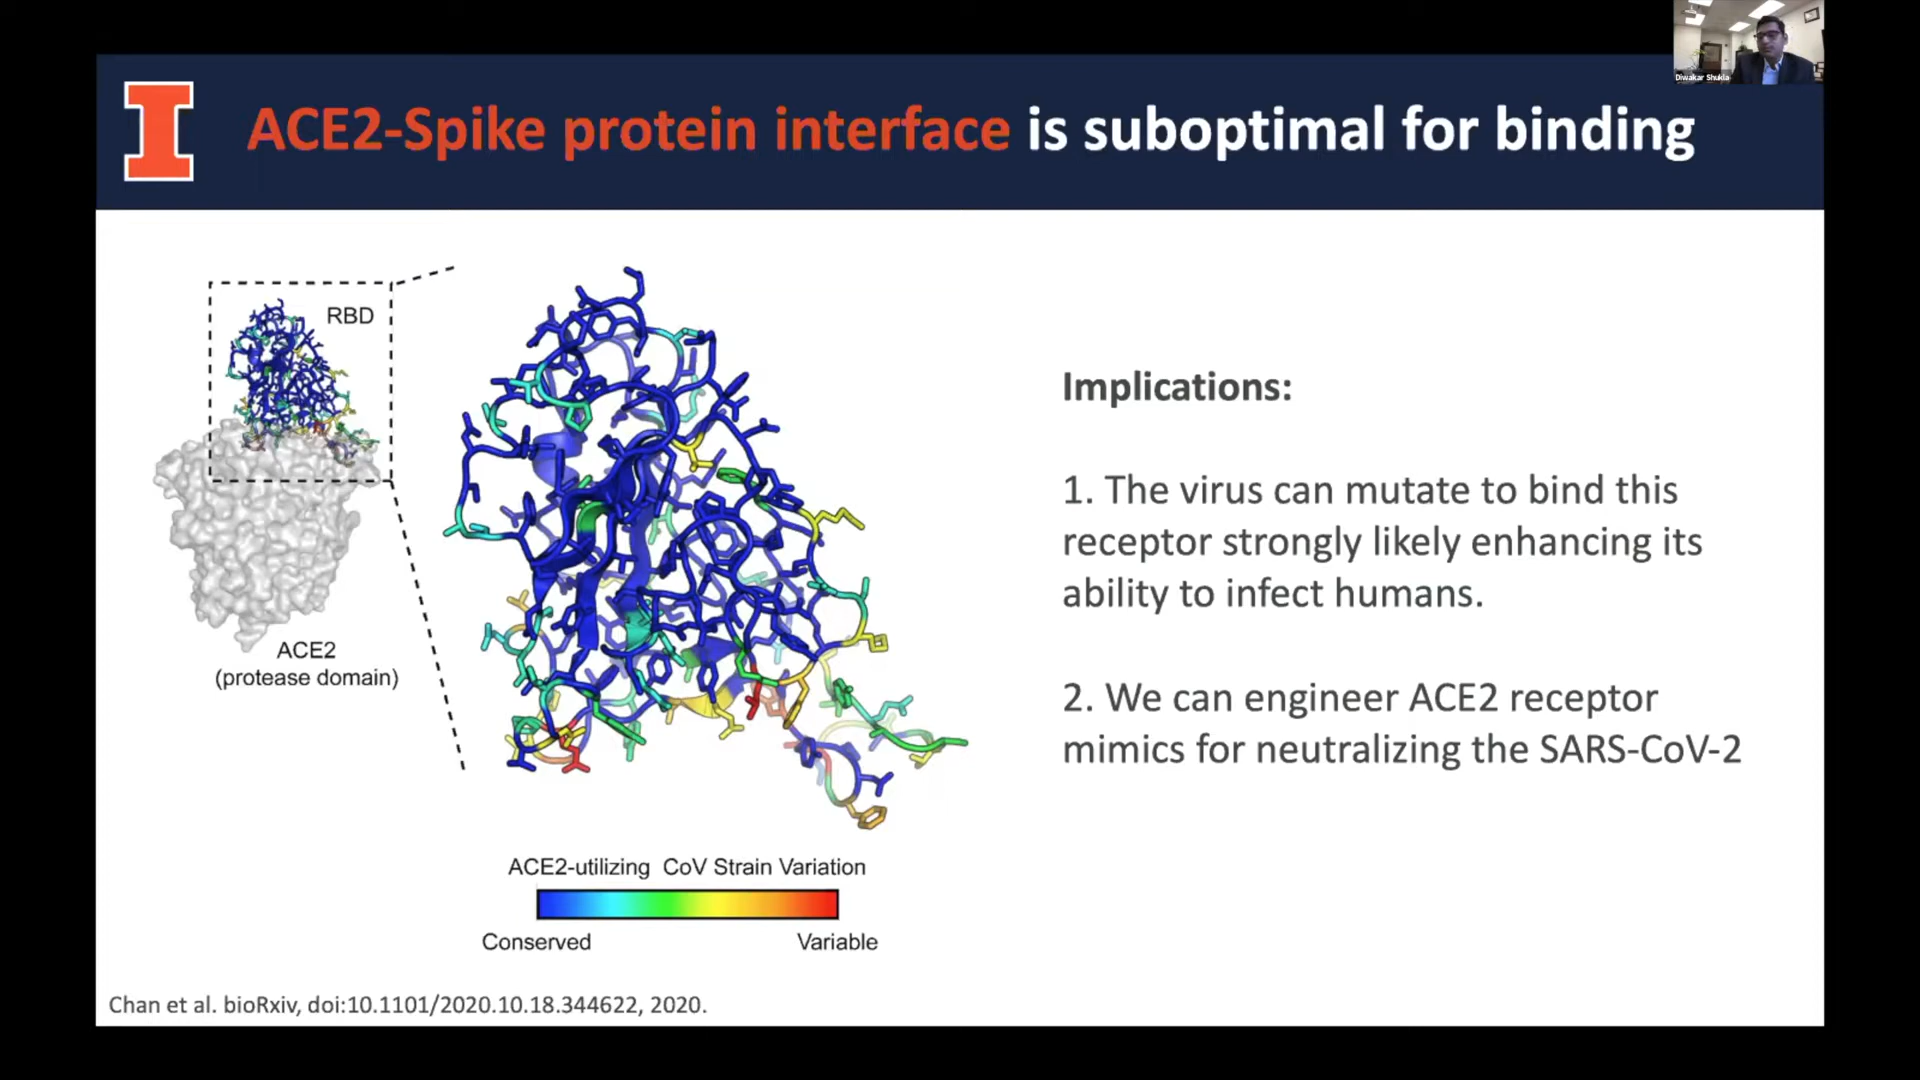 Diwakar Shukla
I
ACE2-Spike protein interface is suboptimal for binding
RBD
ACE2
(protease domain)
Implications:
1. The virus can mutate to bind this
receptor strongly likely enhancing its
ability to infect humans.
2. We can engineer ACE2 receptor
mimics for neutralizing the SARS-CoV-2
ACE2-utilizing CoV Strain Variation
Conserved
Variable
Chan et al. bioRxiv, doi:10.1101/2020.10.18.344622, 2020.